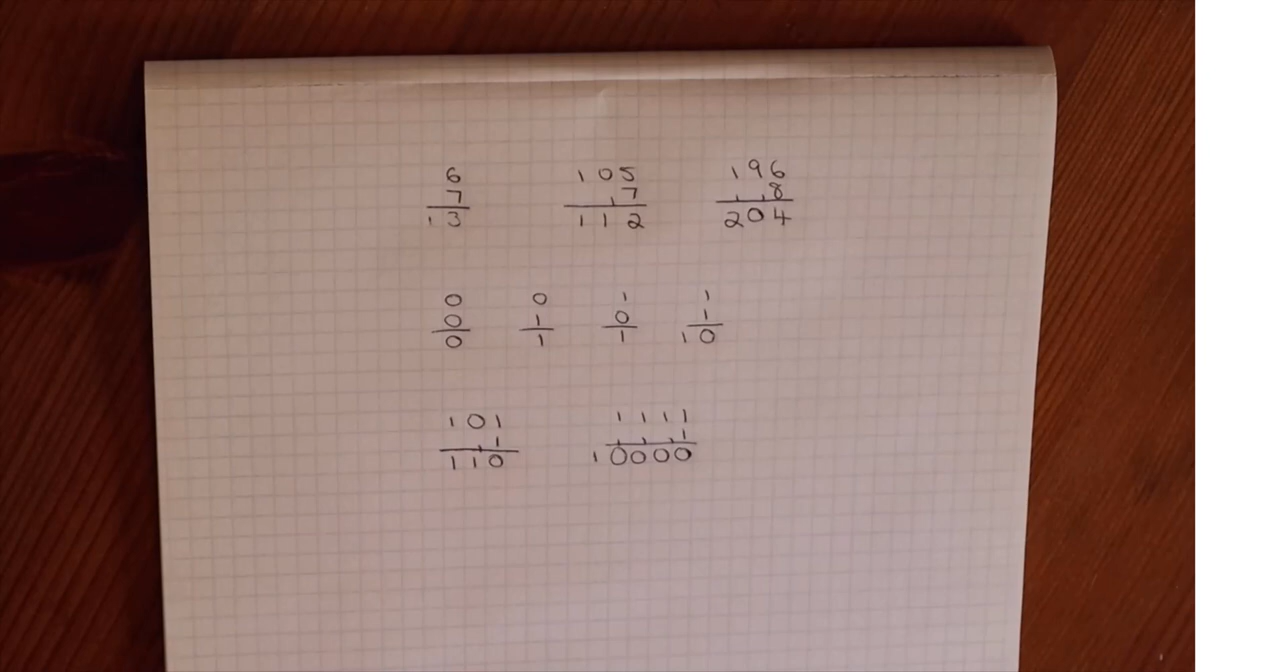 6 105 196
7 7 8
13 112 204
0 0 1 1
0 1 0 1
0 1 1 10
101 1111
1 1
110 10000